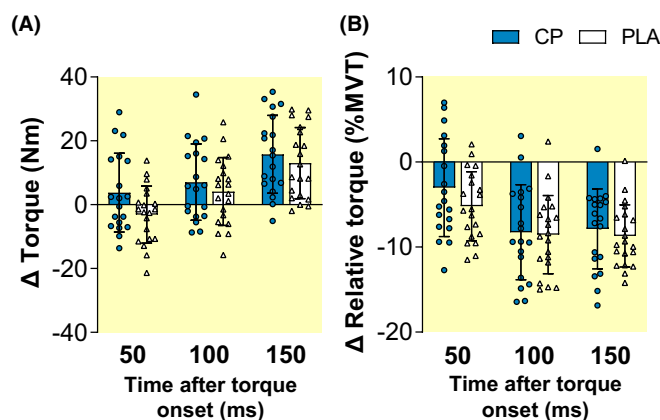 (A)
Δ Torque (Nm)
40
20
0
-20
-40
50 100 150
Time after torque
onset (ms)
(B)
CP PLA
Δ Relative torque (%MVT)
10
0
-10
-20
50 100 150
Time after torque
onset (ms)